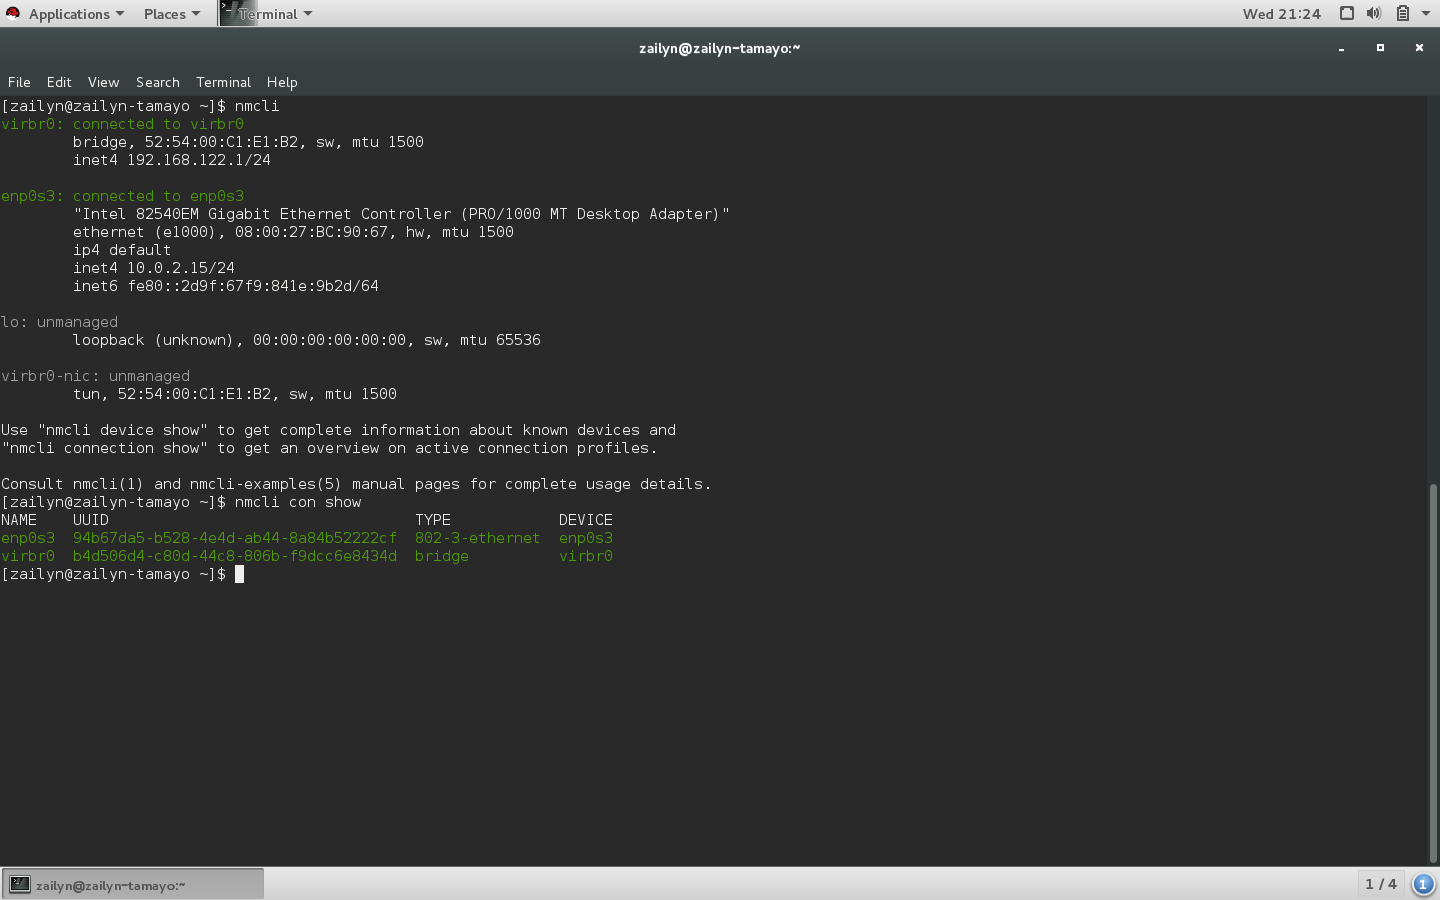 Applications Places Terminal Wed 21:24
zailyn@zailyn-tamayo:~
File Edit View Search Terminal Help
[zailyn@zailyn-tamayo ~]$ nmcli
virbr0: connected to virbr0
bridge, 52:54:00:C1:E1:B2, sw, mtu 1500
inet4 192.168.122.1/24
enp0s3: connected to enp0s3
"Intel 82540EM Gigabit Ethernet Controller (PRO/1000 MT Desktop Adapter)"
ethernet (e1000), 08:00:27:BC:90:67, hw, mtu 1500
ip4 default
inet4 10.0.2.15/24
inet6 fe80::2d9f:67f9:841e:9b2d/64
lo: unmanaged
loopback (unknown), 00:00:00:00:00:00, sw, mtu 65536
virbr0-nic: unmanaged
tun, 52:54:00:C1:E1:B2, sw, mtu 1500
Use "nmcli device show" to get complete information about known devices and
"nmcli connection show" to get an overview on active connection profiles.
Consult nmcli(1) and nmcli-examples(5) manual pages for complete usage details.
[zailyn@zailyn-tamayo ~]$ nmcli con show
NAME UUID TYPE DEVICE
enp0s3 94b67da5-b528-4e4d-ab44-8a84b52222cf 802-3-ethernet enp0s3
virbr0 b4d506d4-c80d-44c8-806b-f9dcc6e8434d bridge virbr0
[zailyn@zailyn-tamayo ~]$
zailyn@zailyn-tamayo:~ 1 / 4 1